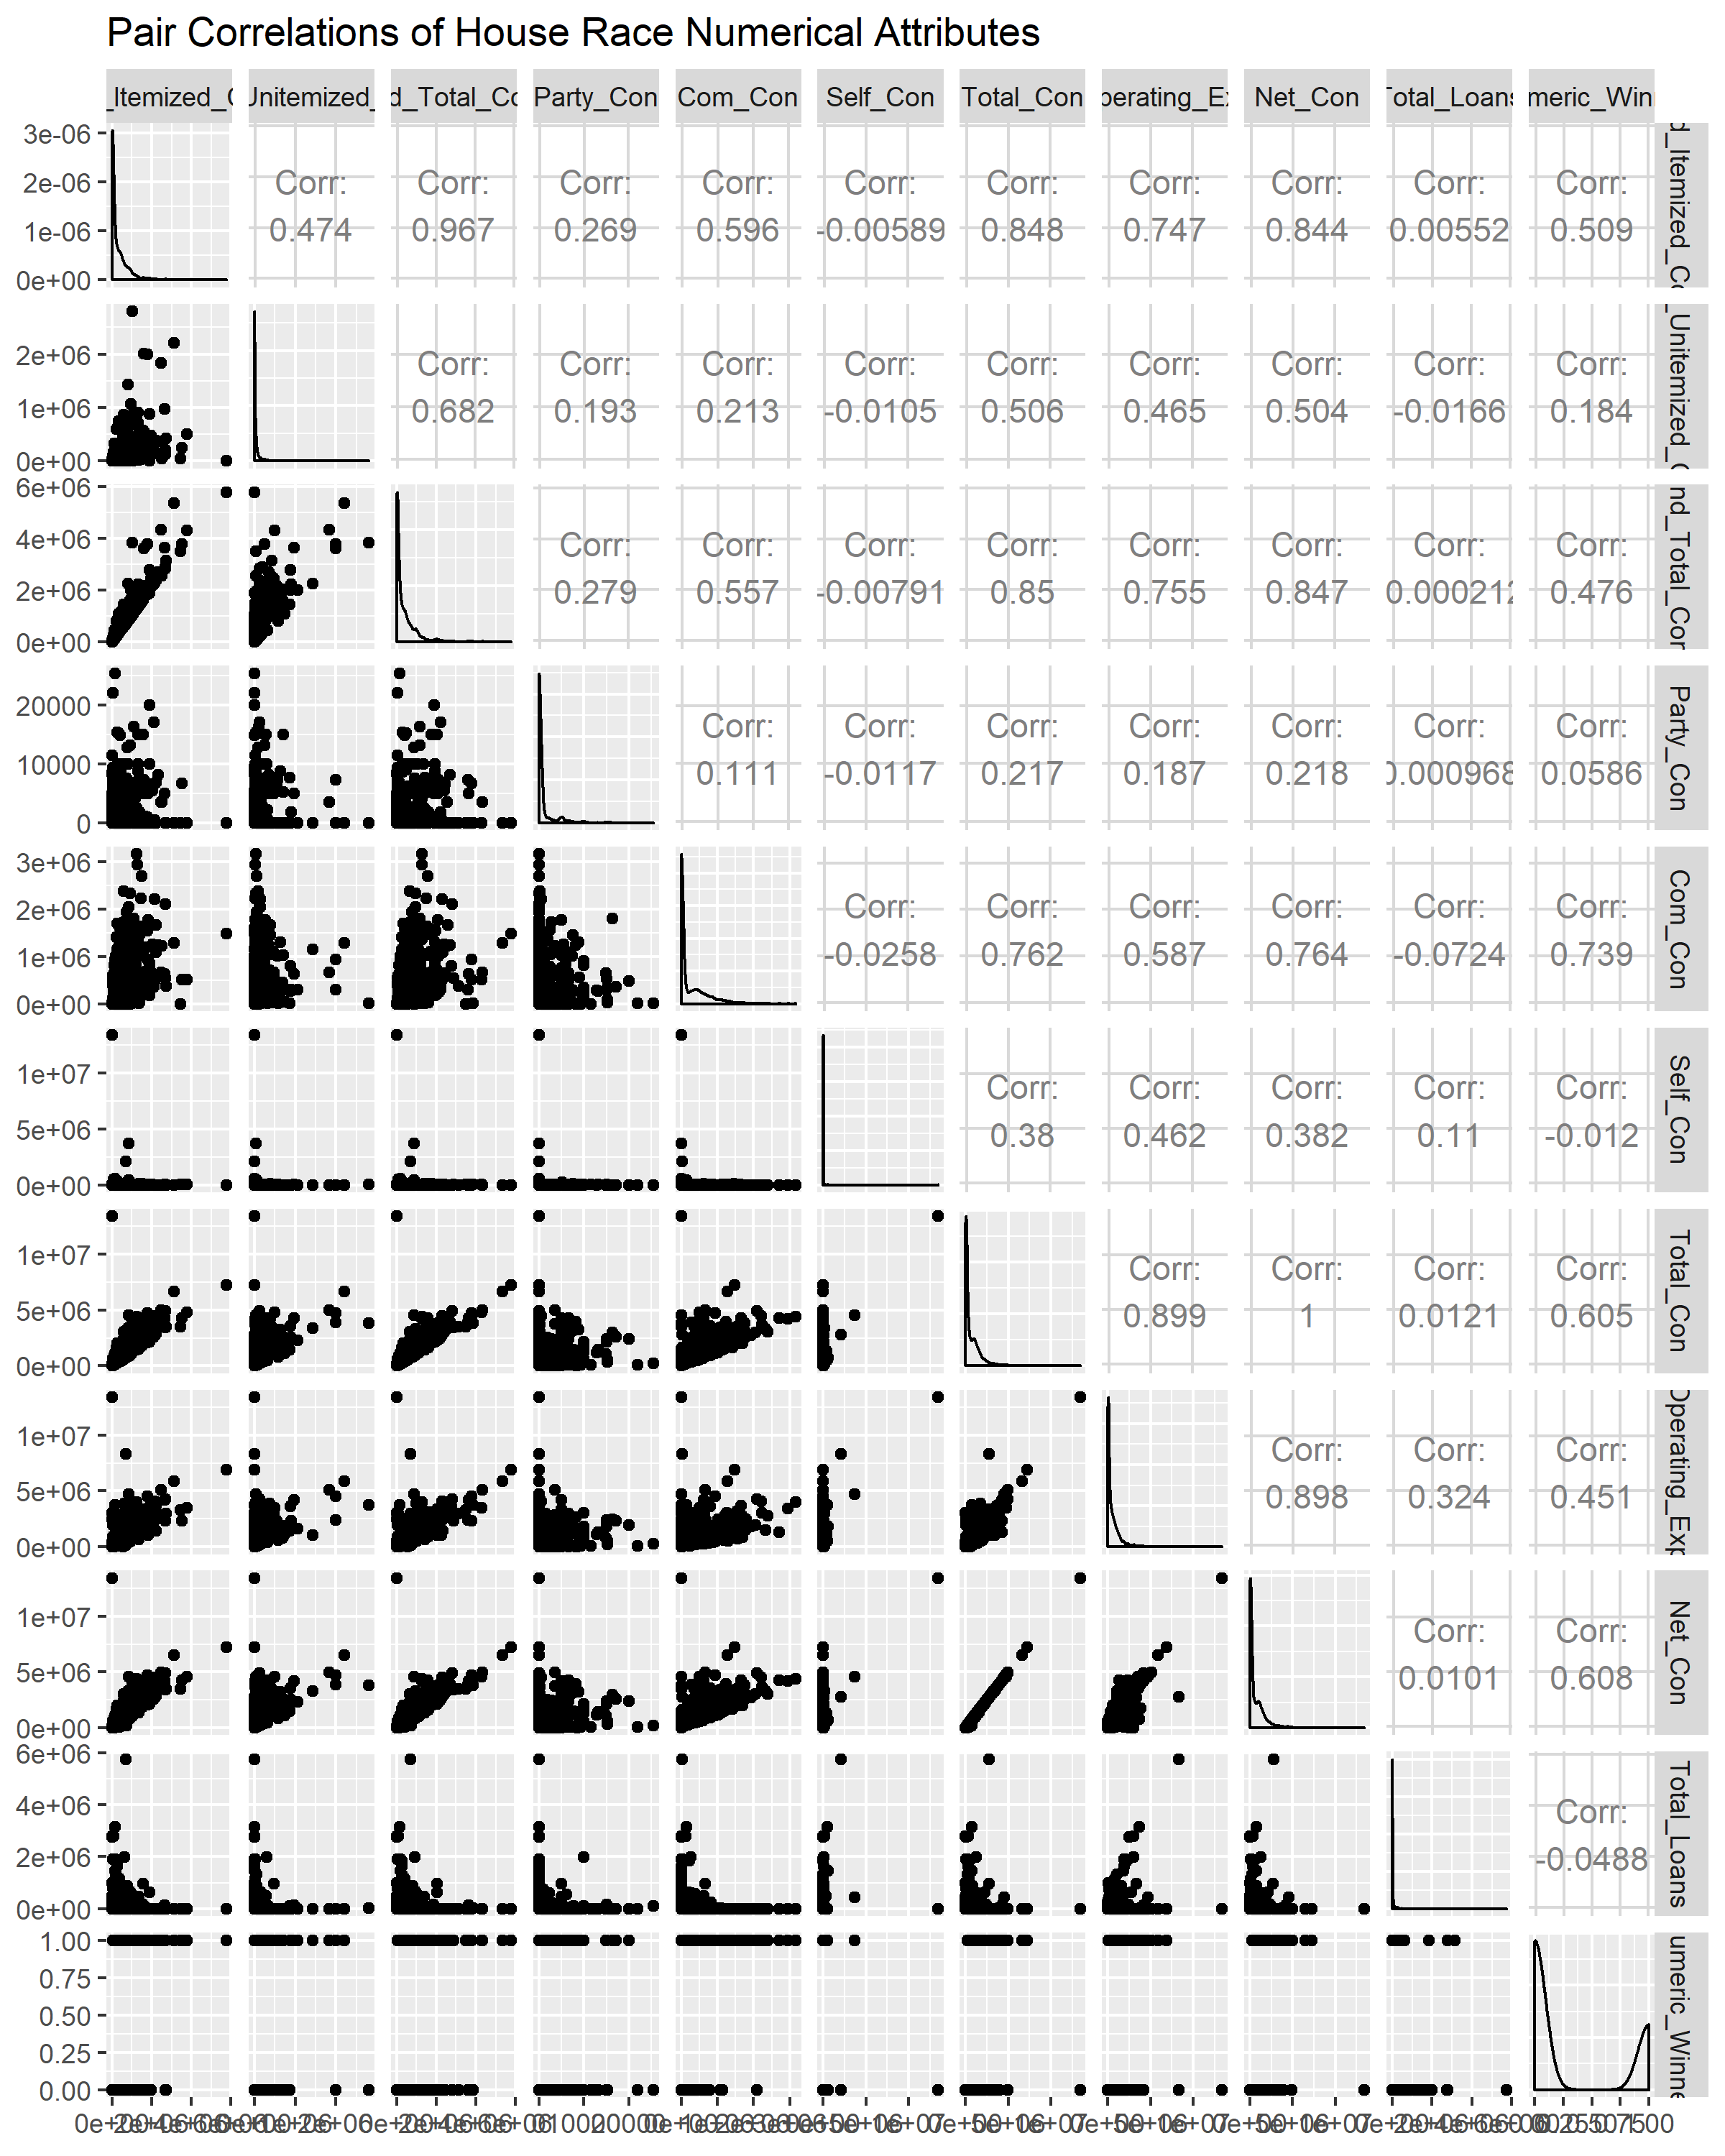 Pair Correlations of House Race Numerical Attributes
_Itemized_C Unitemized_ d_Total_Co Party_Con Com_Con Self_Con Total_Con perating_Ex Net_Con Total_Loans meric_Winn
3e-06
2e-06
1e-06
0e+00
Corr: Corr: Corr: Corr: Corr: Corr: Corr: Corr: Corr: Corr:
0.474 0.967 0.269 0.596 -0.00589 0.848 0.747 0.844 0.00552 0.509
d_Itemized_Co
2e+06
1e+06
0e+00
Corr: Corr: Corr: Corr: Corr: Corr: Corr: Corr: Corr:
0.682 0.193 0.213 -0.0105 0.506 0.465 0.504 -0.0166 0.184
_Unitemized_C
6e+06
4e+06
2e+06
0e+00
Corr: Corr: Corr: Corr: Corr: Corr: Corr: Corr:
0.279 0.557 -0.00791 0.85 0.755 0.847 0.000212 0.476
nd_Total_Con
20000
10000
0
Corr: Corr: Corr: Corr: Corr: Corr: Corr:
0.111 -0.0117 0.217 0.187 0.218 0.000968 0.0586
Party_Con
3e+06
2e+06
1e+06
0e+00
Corr: Corr: Corr: Corr: Corr: Corr:
-0.0258 0.762 0.587 0.764 -0.0724 0.739
Com_Con
1e+07
5e+06
0e+00
Corr: Corr: Corr: Corr: Corr:
0.38 0.462 0.382 0.11 -0.012
Self_Con
1e+07
5e+06
0e+00
Corr: Corr: Corr: Corr:
0.899 1 0.0121 0.605
Total_Con
1e+07
5e+06
0e+00
Corr: Corr: Corr:
0.898 0.324 0.451
Operating_Exp
1e+07
5e+06
0e+00
Corr: Corr:
0.0101 0.608
Net_Con
6e+06
4e+06
2e+06
0e+00
Corr:
-0.0488
Total_Loans
1.00
0.75
0.50
0.25
0.00
umeric_Winne